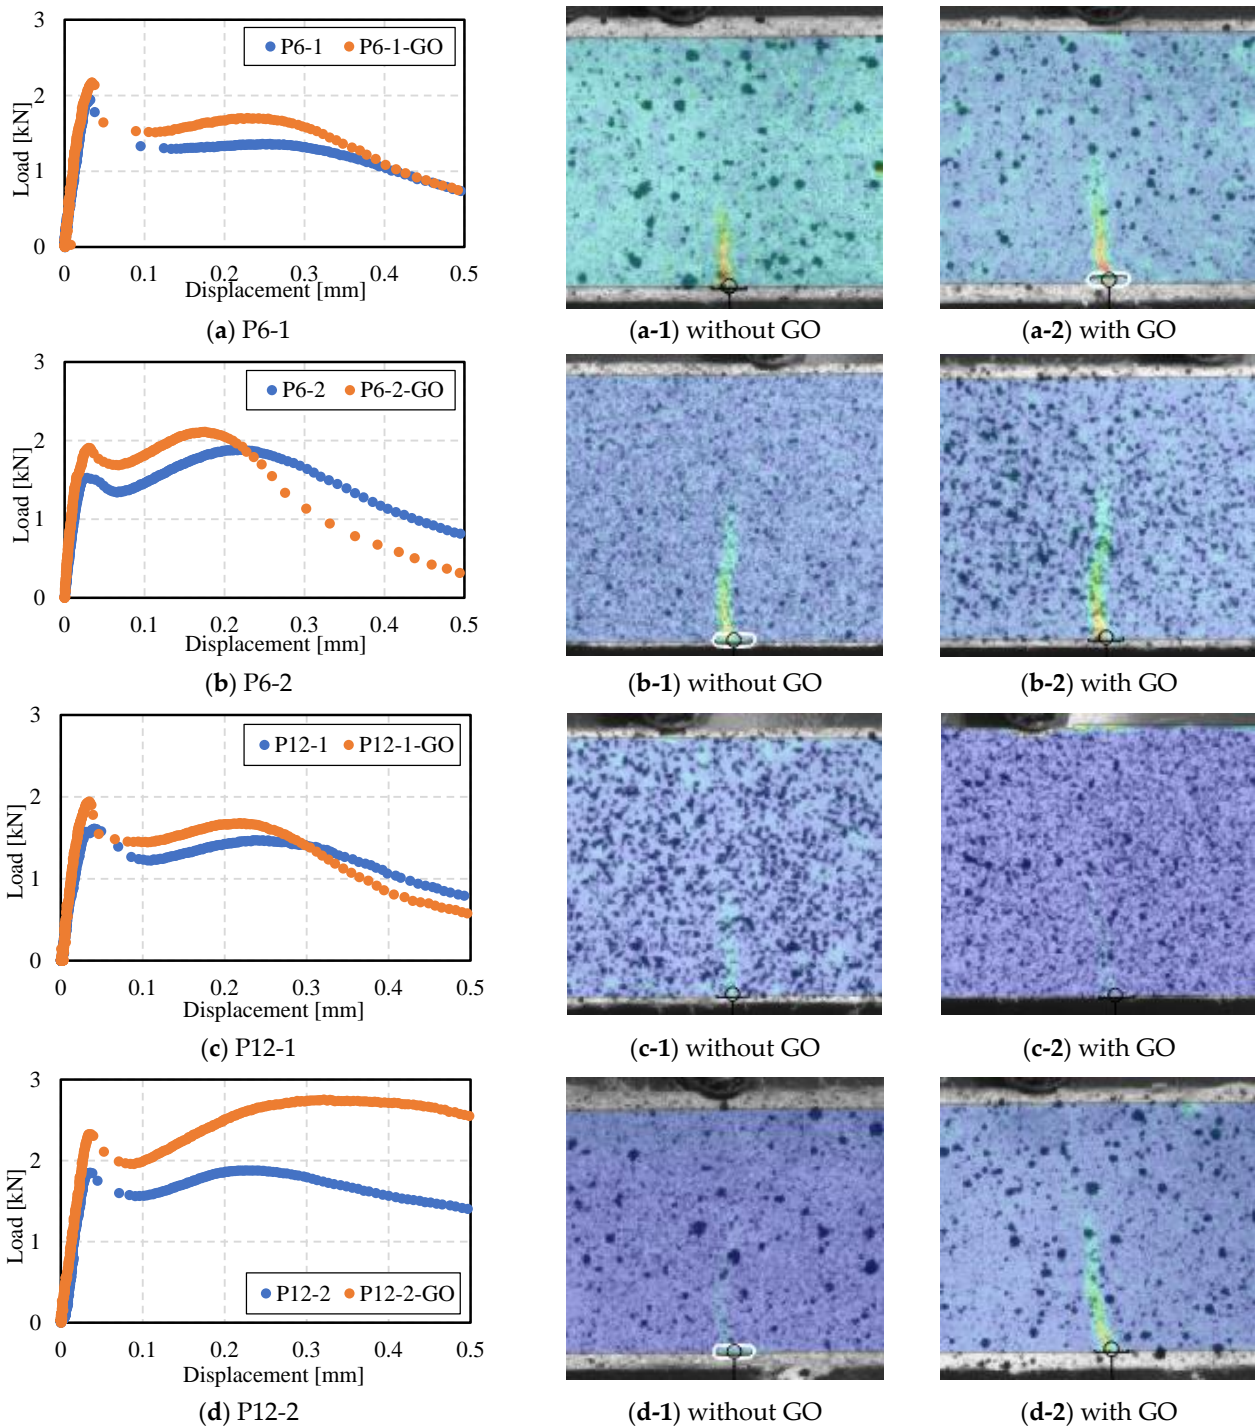 3
2
1
0
Load [kN]
P6-1 P6-1-GO
0 0.1 0.2 0.3 0.4 0.5
Displacement [mm]
(a) P6-1
(a-1) without GO
(a-2) with GO
3
2
1
0
Load [kN]
P6-2 P6-2-GO
0 0.1 0.2 0.3 0.4 0.5
Displacement [mm]
(b) P6-2
(b-1) without GO
(b-2) with GO
3
2
1
0
Load [kN]
P12-1 P12-1-GO
0 0.1 0.2 0.3 0.4 0.5
Displacement [mm]
(c) P12-1
(c-1) without GO
(c-2) with GO
3
2
1
0
Load [kN]
P12-2 P12-2-GO
0 0.1 0.2 0.3 0.4 0.5
Displacement [mm]
(d) P12-2
(d-1) without GO
(d-2) with GO